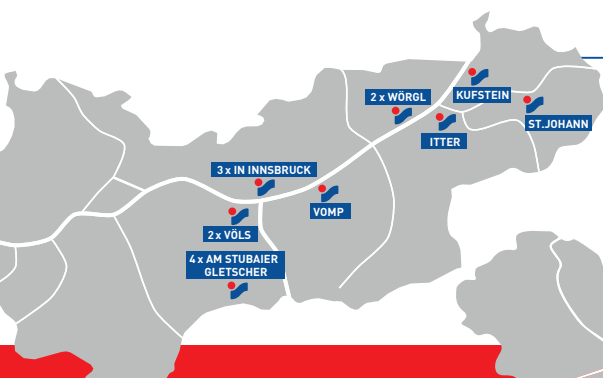 KUFSTEIN
2 x WÖRGL
ST.JOHANN
ITTER
3 x IN INNSBRUCK
VOMP
2 x VÖLS
4 x AM STUBAIER
GLETSCHER